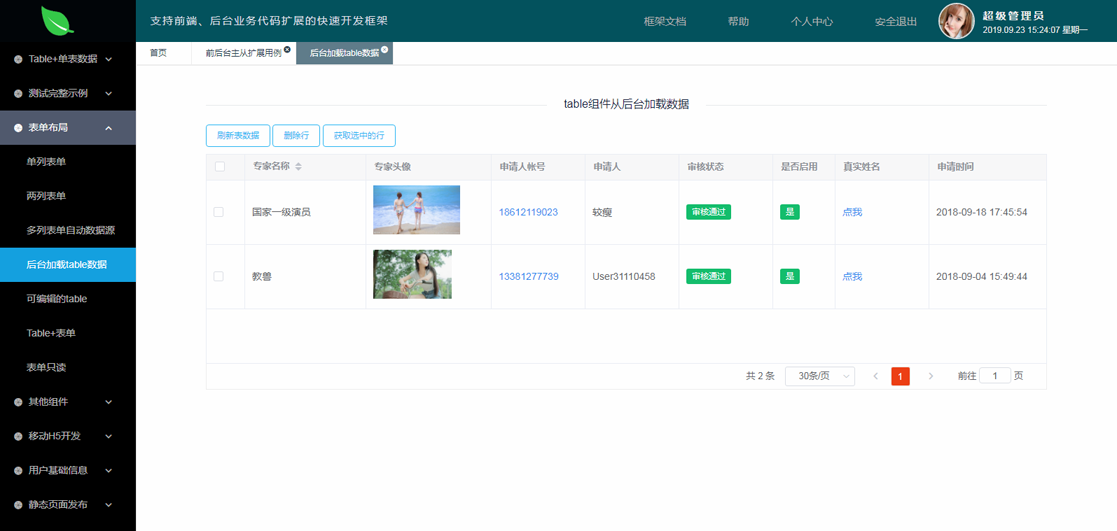 支持前端、后台业务代码扩展的快速开发框架
框架文档
帮助
个人中心
安全退出
超级管理员
2019.09.23 15:24:07 星期一
首页
前后台主从扩展用例
后台加载table数据
Table+单表数据
测试完整示例
表单布局
单列表单
两列表单
多列表单自动数据源
后台加载table数据
可编辑的table
Table+表单
表单只读
其他组件
移动H5开发
用户基础信息
静态页面发布
table组件从后台加载数据
刷新表数据 删除行 获取选中的行
专家名称 专家头像 申请人帐号 申请人 审核状态 是否启用 真实姓名 申请时间
国家一级演员 18612119023 较瘦 审核通过 是 点我 2018-09-18 17:45:54
教兽 13381277739 User31110458 审核通过 是 点我 2018-09-04 15:49:44
共 2 条 30条/页 1 前往 1 页